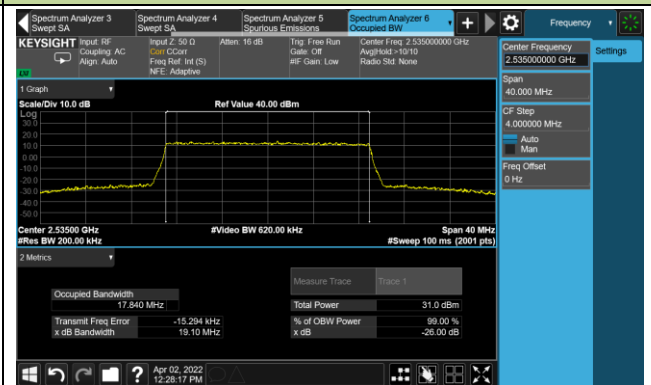 Spectrum Analyzer 3
Swept SA
Spectrum Analyzer 4
Swept SA
Spectrum Analyzer 5
Spurious Emissions
Spectrum Analyzer 6
Occupied BW
Frequency
KEYSIGHT
Input: RF
Coupling: AC
Align: Auto
Input Z: 50 Ω
Corr CCorr
Freq Ref: Int (S)
NFE: Adaptive
Atten: 16 dB
Trig: Free Run
Gate: Off
#IF Gain: Low
Center Freq: 2.535000000 GHz
Avg|Hold:>10/10
Radio Std: None
Center Frequency
2.535000000 GHz
Settings
Span
40.000 MHz
CF Step
4.000000 MHz
Auto
Man
Freq Offset
0 Hz
1 Graph
Scale/Div 10.0 dB
Ref Value 40.00 dBm
Log
30.0
20.0
10.0
0.00
-10.0
-20.0
-30.0
-40.0
-50.0
Center 2.53500 GHz
#Video BW 620.00 kHz
Span 40 MHz
#Res BW 200.00 kHz
#Sweep 100 ms (2001 pts)
2 Metrics
Measure Trace
Trace 1
Occupied Bandwidth
17.840 MHz
Total Power
31.0 dBm
Transmit Freq Error
-15.294 kHz
% of OBW Power
99.00 %
x dB Bandwidth
19.10 MHz
x dB
-26.00 dB
Apr 02, 2022
12:28:17 PM